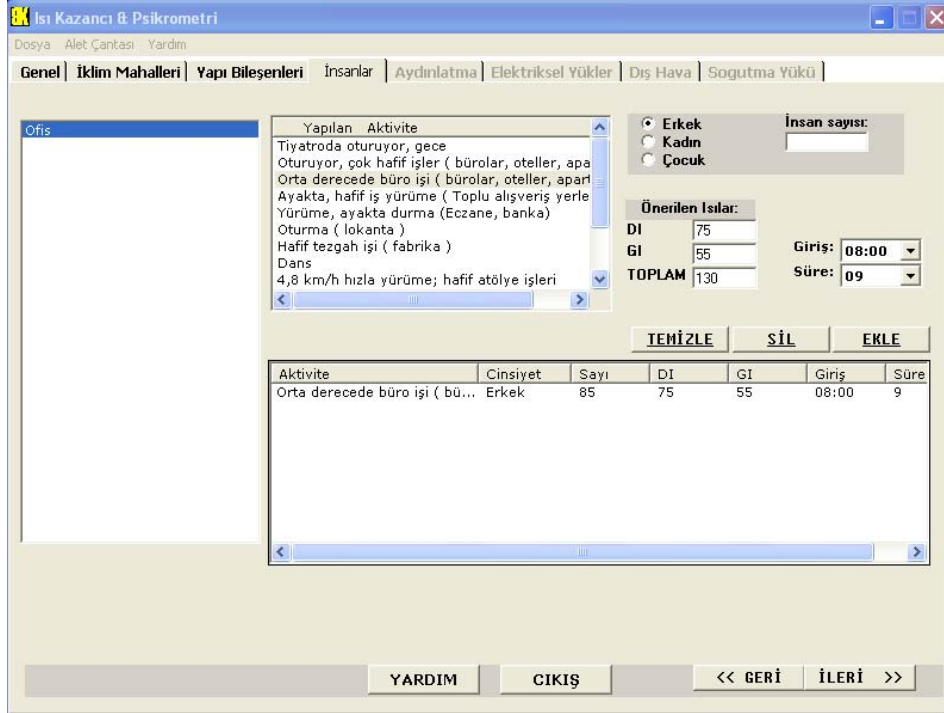 Isı Kazancı & Psikrometri
Dosya Alet Çantası Yardım
Genel İklim Mahalleri Yapı Bileşenleri İnsanlar Aydınlatma Elektriksel Yükler Dış Hava Sogutma Yükü
Ofis
Yapılan Aktivite
Tiyatroda oturuyor, gece
Oturuyor, çok hafif işler ( bürolar, oteller, apa
Orta derecede büro işi ( bürolar, oteller, apart
Ayakta, hafif iş yürüme ( Toplu alışveriş yerle
Yürüme, ayakta durma (Eczane, banka)
Oturma ( lokanta )
Hafif tezgah işi ( fabrika )
Dans
4,8 km/h hızla yürüme; hafif atölye işleri
Erkek
Kadın
Çocuk
İnsan sayısı:
Önerilen Isılar:
DI 75
GI 55
TOPLAM 130
Giriş: 08:00
Süre: 09
TEMİZLE SİL EKLE
Aktivite Cinsiyet Sayı DI GI Giriş Süre
Orta derecede büro işi ( bü... Erkek 85 75 55 08:00 9
YARDIM CIKIŞ << GERİ İLERİ >>